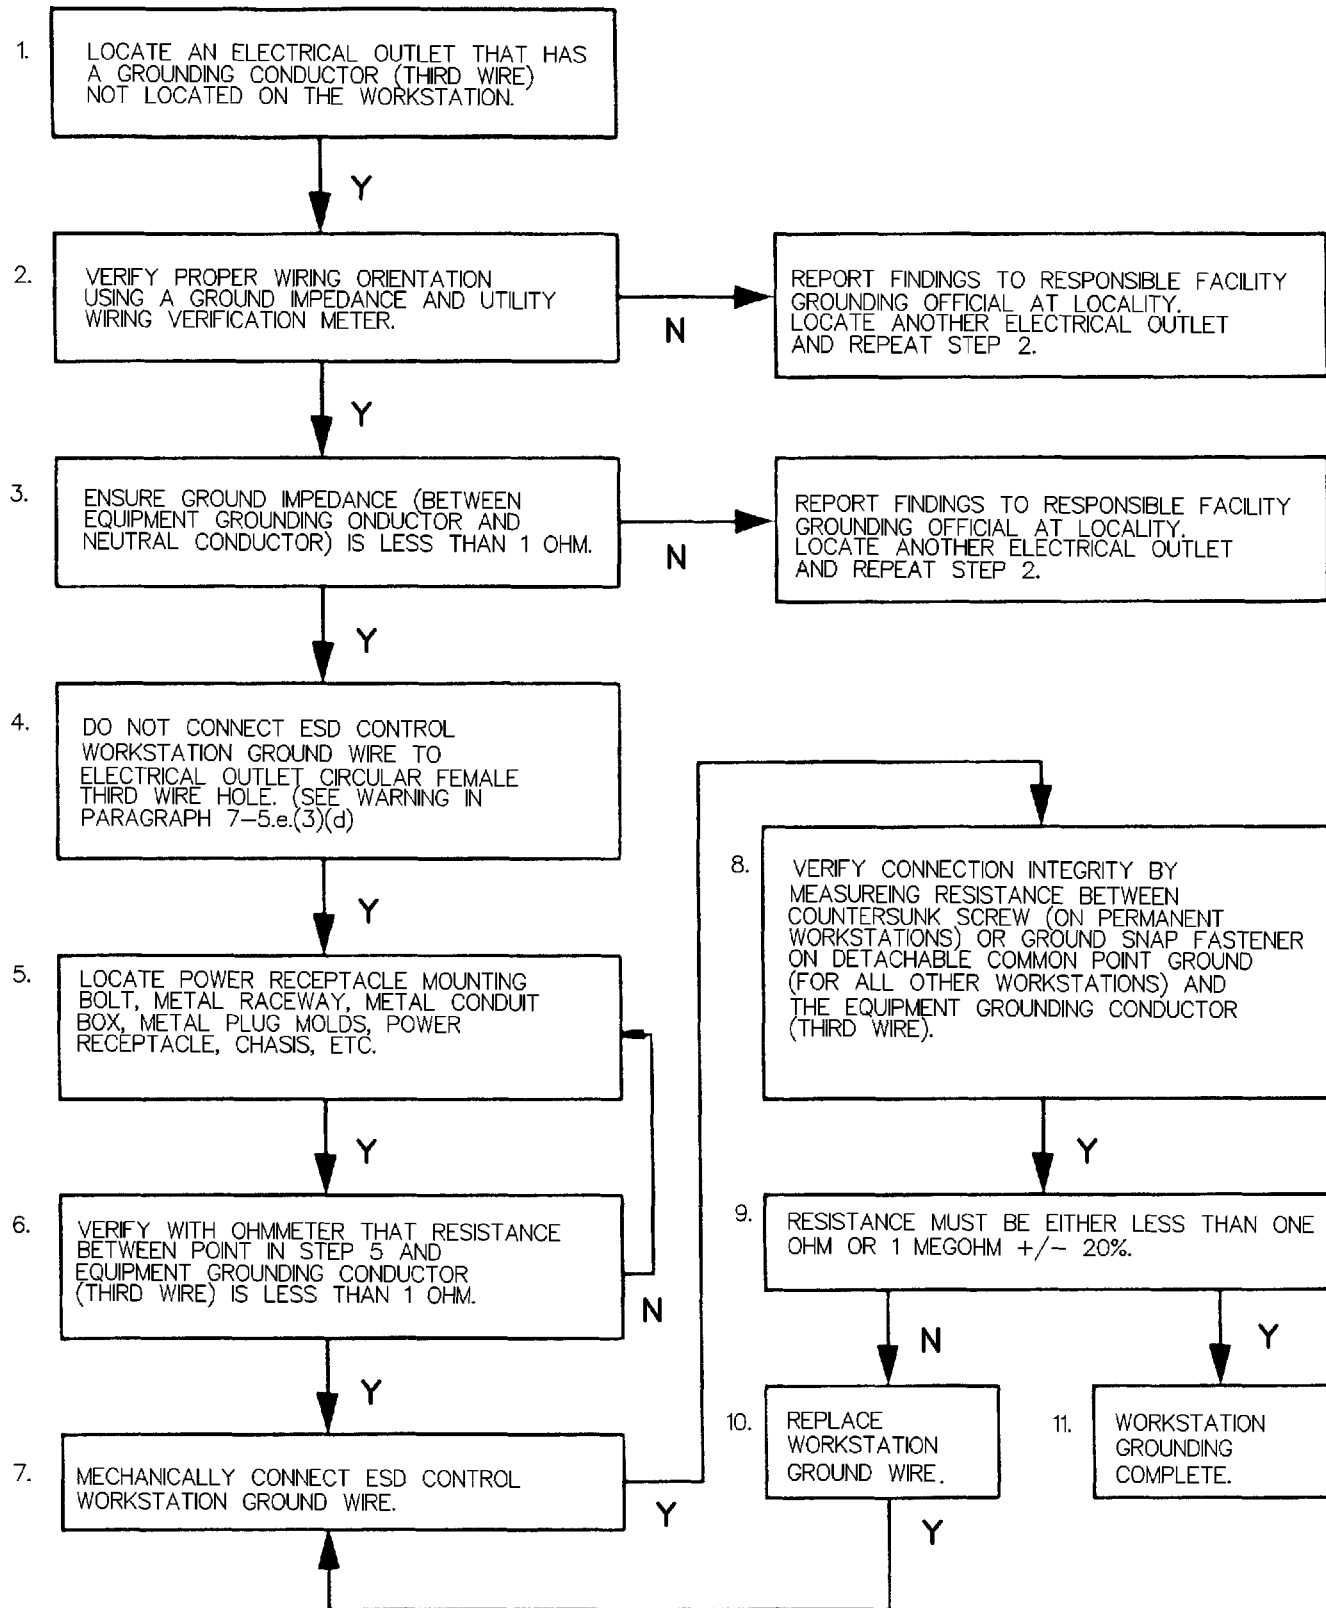 1.
LOCATE AN ELECTRICAL OUTLET THAT HAS
A GROUNDING CONDUCTOR (THIRD WIRE)
NOT LOCATED ON THE WORKSTATION.
Y
2.
VERIFY PROPER WIRING ORIENTATION
USING A GROUND IMPEDANCE AND UTILITY
WIRING VERIFICATION METER.
N
REPORT FINDINGS TO RESPONSIBLE FACILITY
GROUNDING OFFICIAL AT LOCALITY.
LOCATE ANOTHER ELECTRICAL OUTLET
AND REPEAT STEP 2.
Y
3.
ENSURE GROUND IMPEDANCE (BETWEEN
EQUIPMENT GROUNDING ONDUCTOR AND
NEUTRAL CONDUCTOR) IS LESS THAN 1 OHM.
N
REPORT FINDINGS TO RESPONSIBLE FACILITY
GROUNDING OFFICIAL AT LOCALITY.
LOCATE ANOTHER ELECTRICAL OUTLET
AND REPEAT STEP 2.
Y
4.
DO NOT CONNECT ESD CONTROL
WORKSTATION GROUND WIRE TO
ELECTRICAL OUTLET CIRCULAR FEMALE
THIRD WIRE HOLE. (SEE WARNING IN
PARAGRAPH 7-5.e.(3)(d)
Y
5.
LOCATE POWER RECEPTACLE MOUNTING
BOLT, METAL RACEWAY, METAL CONDUIT
BOX, METAL PLUG MOLDS, POWER
RECEPTACLE, CHASIS, ETC.
Y
6.
VERIFY WITH OHMMETER THAT RESISTANCE
BETWEEN POINT IN STEP 5 AND
EQUIPMENT GROUNDING CONDUCTOR
(THIRD WIRE) IS LESS THAN 1 OHM.
N
Y
7.
MECHANICALLY CONNECT ESD CONTROL
WORKSTATION GROUND WIRE.
Y
8.
VERIFY CONNECTION INTEGRITY BY
MEASUREING RESISTANCE BETWEEN
COUNTERSUNK SCREW (ON PERMANENT
WORKSTATIONS) OR GROUND SNAP FASTENER
ON DETACHABLE COMMON POINT GROUND
(FOR ALL OTHER WORKSTATIONS) AND
THE EQUIPMENT GROUNDING CONDUCTOR
(THIRD WIRE).
Y
9.
RESISTANCE MUST BE EITHER LESS THAN ONE
OHM OR 1 MEGOHM +/- 20%.
N
Y
10.
REPLACE
WORKSTATION
GROUND WIRE.
Y
11.
WORKSTATION
GROUNDING
COMPLETE.